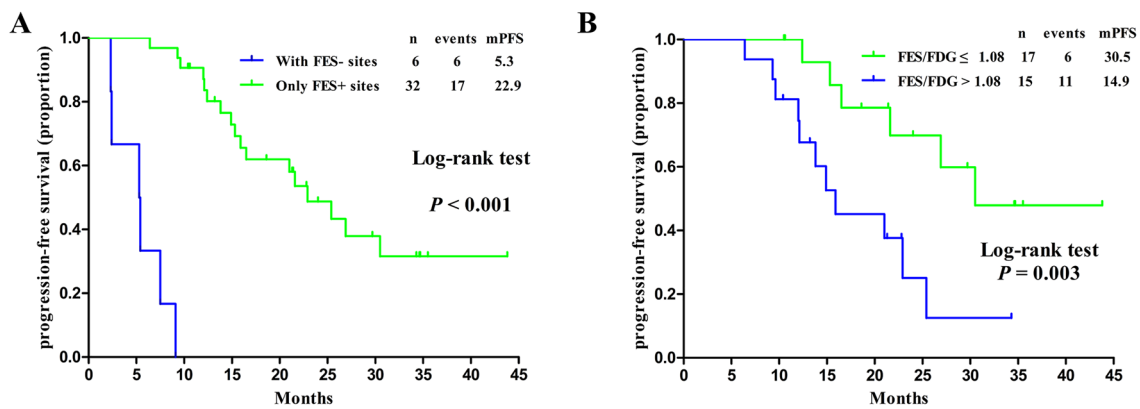 A
n events mPFS
With FES- sites 6 6 5.3
Only FES+ sites 32 17 22.9
Log-rank test
P < 0.001
progression-free survival (proportion)
1.0
0.8
0.6
0.4
0.2
0.0
0 5 10 15 20 25 30 35 40 45
Months
B
n events mPFS
FES/FDG ≤ 1.08 17 6 30.5
FES/FDG > 1.08 15 11 14.9
Log-rank test
P = 0.003
progression-free survival (proportion)
1.0
0.8
0.6
0.4
0.2
0.0
0 5 10 15 20 25 30 35 40 45
Months